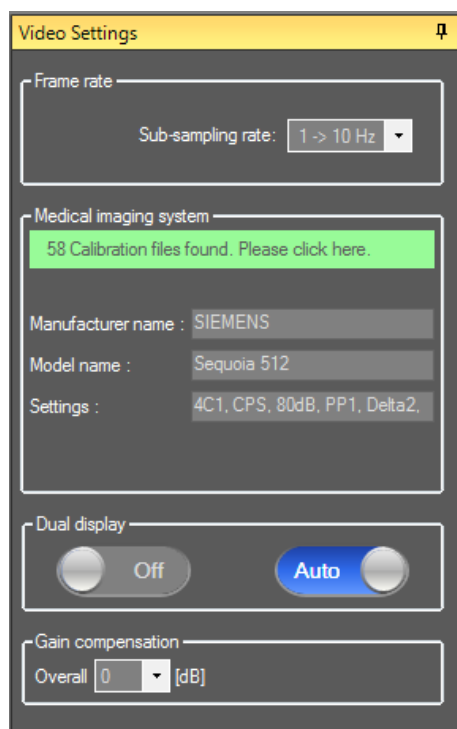 Video Settings
Frame rate
Sub-sampling rate: 1 -> 10 Hz
Medical imaging system
58 Calibration files found. Please click here.
Manufacturer name : SIEMENS
Model name : Sequoia 512
Settings : 4C1, CPS, 80dB, PP1, Delta2,
Dual display
Off Auto
Gain compensation
Overall 0 [dB]